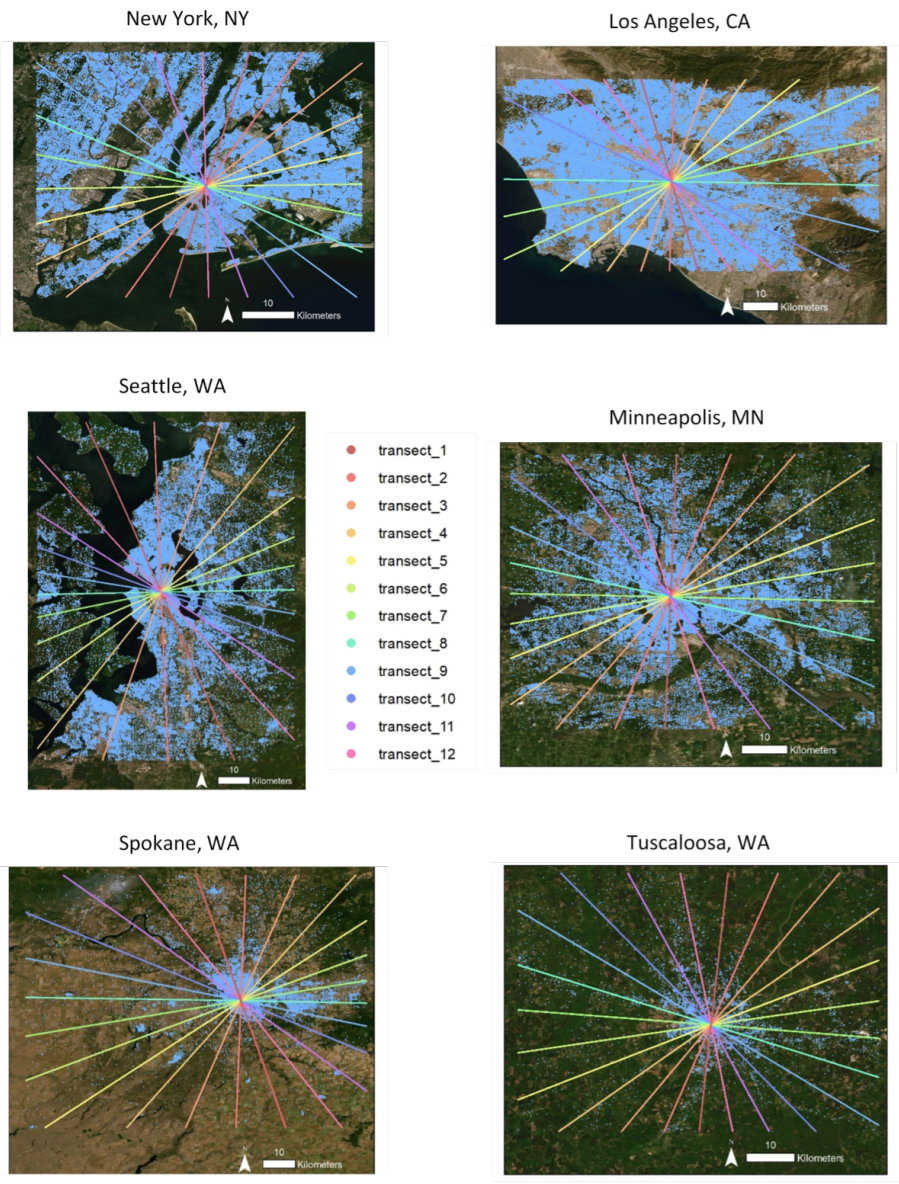 New York, NY
Los Angeles, CA
N
10
Kilometers
N
10
Kilometers
Seattle, WA
Minneapolis, MN
transect_1
transect_2
transect_3
transect_4
transect_5
transect_6
transect_7
transect_8
transect_9
transect_10
transect_11
transect_12
N
10
Kilometers
N
10
Kilometers
Spokane, WA
Tuscaloosa, WA
N
10
Kilometers
N
10
Kilometers